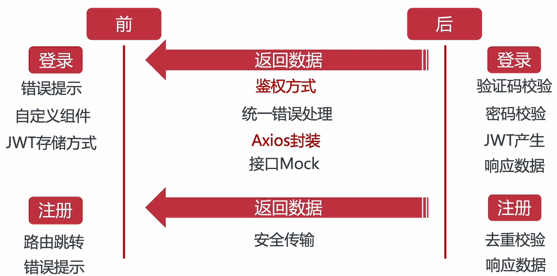 前
后
登录
返回数据
登录
错误提示
鉴权方式
验证码校验
自定义组件
统一错误处理
密码校验
JWT存储方式
Axios封装
JWT产生
接口Mock
响应数据
注册
返回数据
注册
路由跳转
安全传输
去重校验
错误提示
响应数据